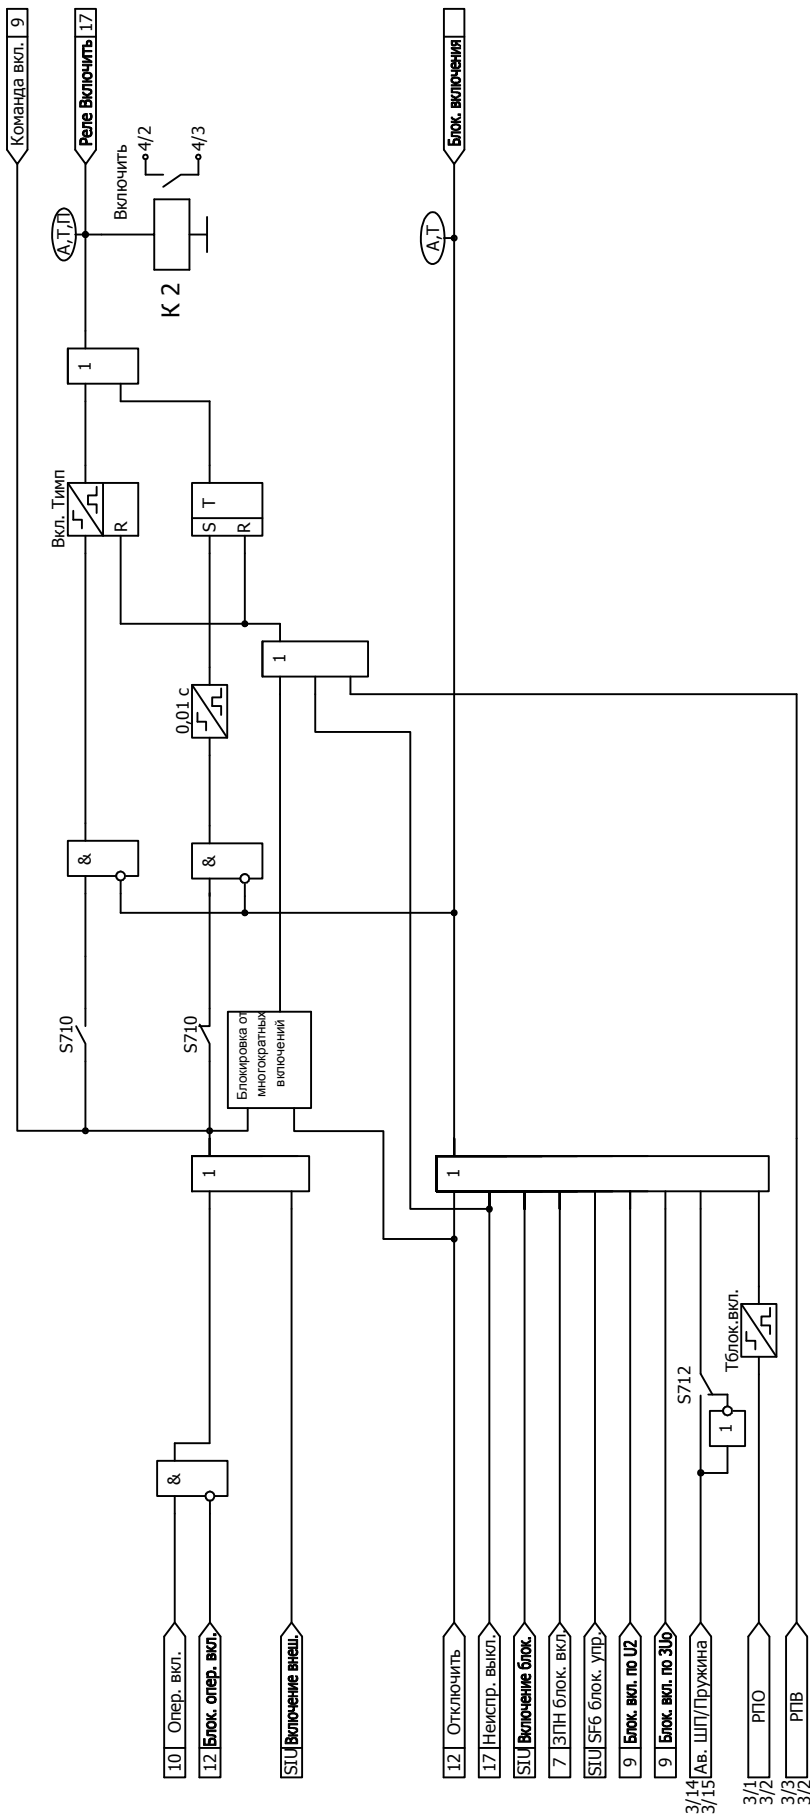 Команда вкл. 9
Реле Включить 17
Блок. включения
А,Т,П
Включить
4/2
4/3
К 2
А,Т
1
Вкл. Тимп
R
S T
R
1
0,01 с
&
&
S710
S710
Блокировка от
многократных
включений
1
1
S712
1
Тблок.вкл.
&
10 Опер. вкл.
12 Блок. опер. вкл.
SIU Включение внеш.
12 Отключить
17 Неиспр. выкл.
SIU Включение блок.
7 ЗПН блок. вкл.
SIU SF6 блок. упр.
9 Блок. вкл. по U2
9 Блок. вкл. по 3Uo
3/14
3/15
Ав. ШП/Пружина
3/1
3/2
РПО
3/3
3/2
РПВ